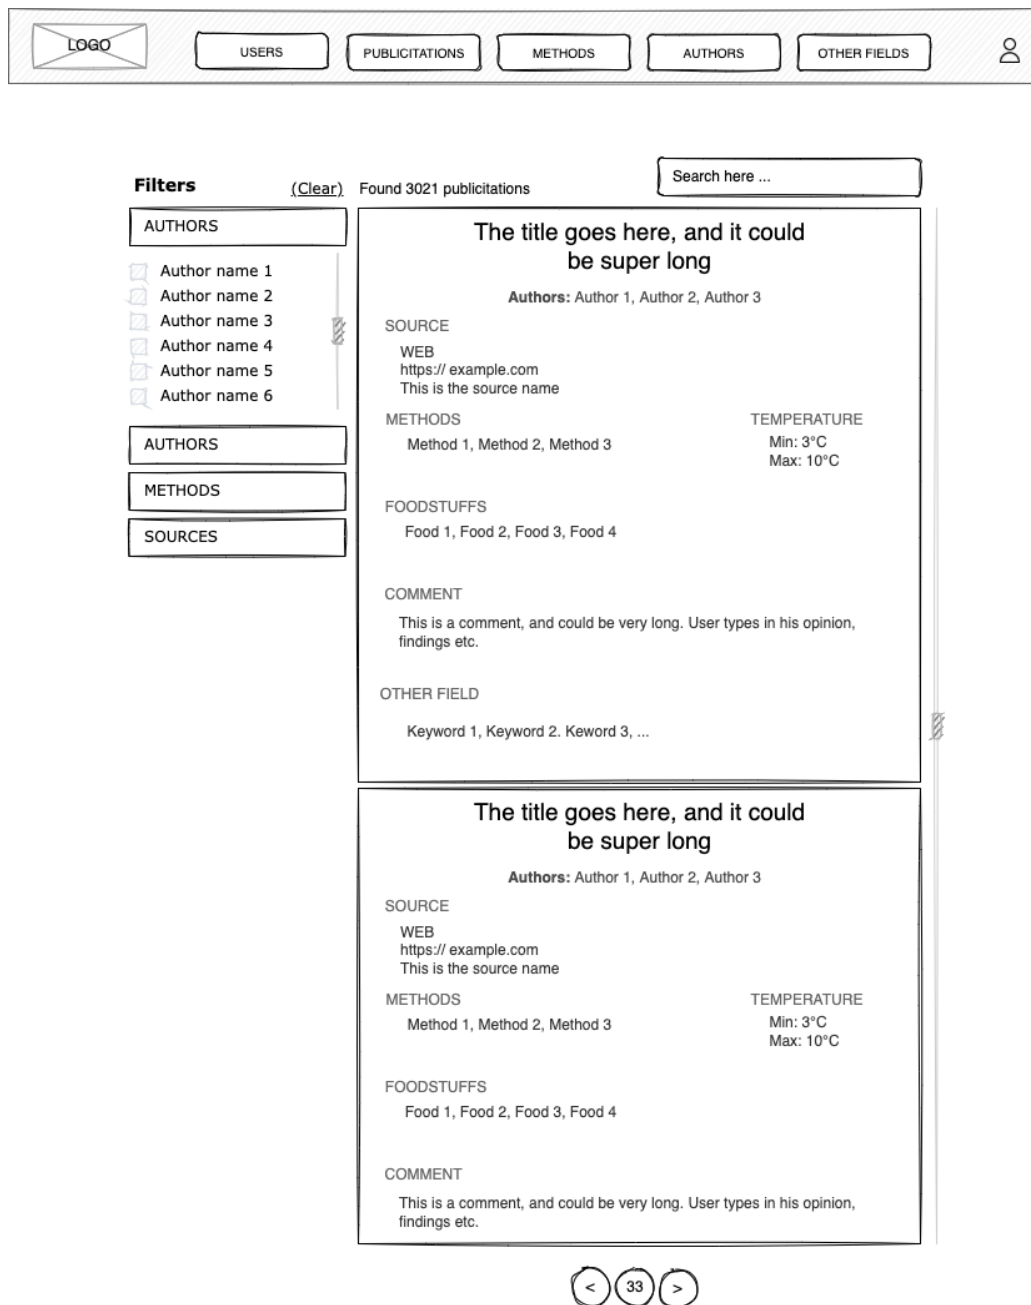 LOGO
USERS
PUBLICITATIONS
METHODS
AUTHORS
OTHER FIELDS
Filters
(Clear)
Found 3021 publicitations
Search here ...
AUTHORS
Author name 1
Author name 2
Author name 3
Author name 4
Author name 5
Author name 6
AUTHORS
METHODS
SOURCES
The title goes here, and it could
be super long
Authors: Author 1, Author 2, Author 3
SOURCE
WEB
https:// example.com
This is the source name
METHODS
Method 1, Method 2, Method 3
TEMPERATURE
Min: 3°C
Max: 10°C
FOODSTUFFS
Food 1, Food 2, Food 3, Food 4
COMMENT
This is a comment, and could be very long. User types in his opinion,
findings etc.
OTHER FIELD
Keyword 1, Keyword 2. Keword 3, ...
The title goes here, and it could
be super long
Authors: Author 1, Author 2, Author 3
SOURCE
WEB
https:// example.com
This is the source name
METHODS
Method 1, Method 2, Method 3
TEMPERATURE
Min: 3°C
Max: 10°C
FOODSTUFFS
Food 1, Food 2, Food 3, Food 4
COMMENT
This is a comment, and could be very long. User types in his opinion,
findings etc.
< 33 >